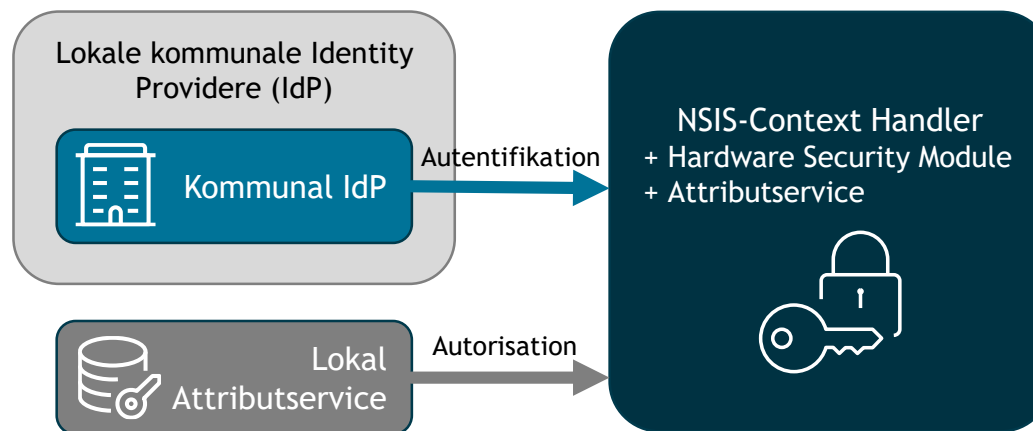 Lokale kommunale Identity
Providere (IdP)
Kommunal IdP
Autentifikation
NSIS-Context Handler
+ Hardware Security Module
+ Attributservice
Lokal
Attributservice
Autorisation